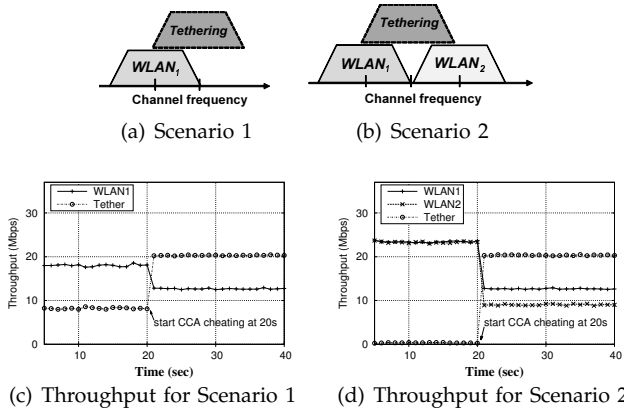 Tethering
WLAN1
Channel frequency
(a) Scenario 1
Tethering
WLAN1 WLAN2
Channel frequency
(b) Scenario 2
WLAN1
Tether
Throughput (Mbps)
30
20
10
0
start CCA cheating at 20s
10 20 30 40
Time (sec)
(c) Throughput for Scenario 1
WLAN1
WLAN2
Tether
Throughput (Mbps)
30
20
10
0
start CCA cheating at 20s
10 20 30 40
Time (sec)
(d) Throughput for Scenario 2